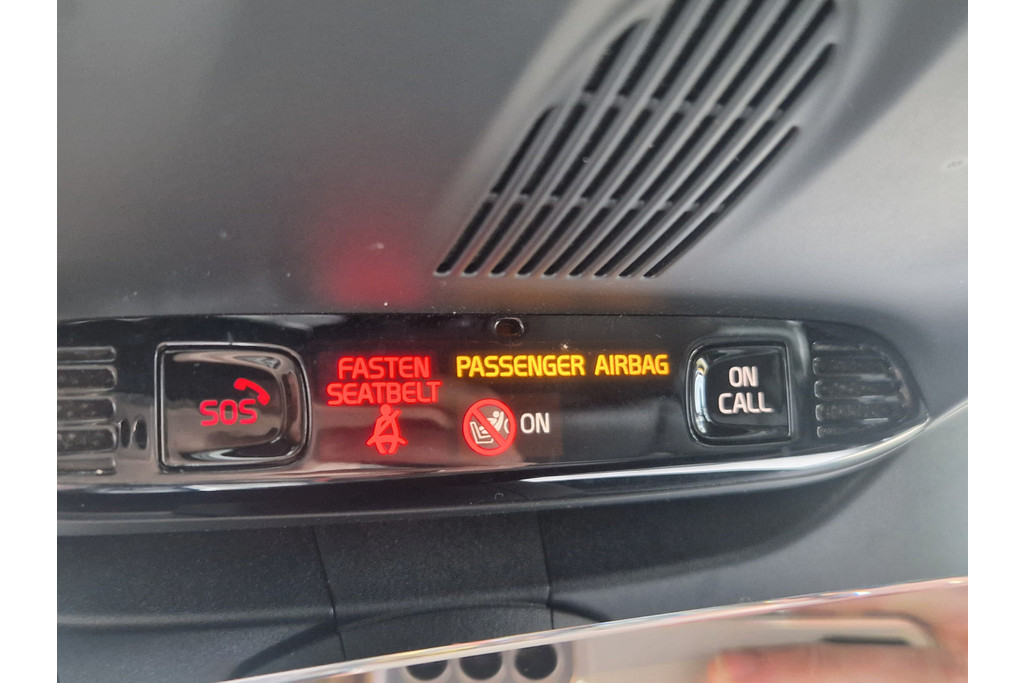 SOS
FASTEN
SEATBELT
PASSENGER AIRBAG
ON
ON
CALL